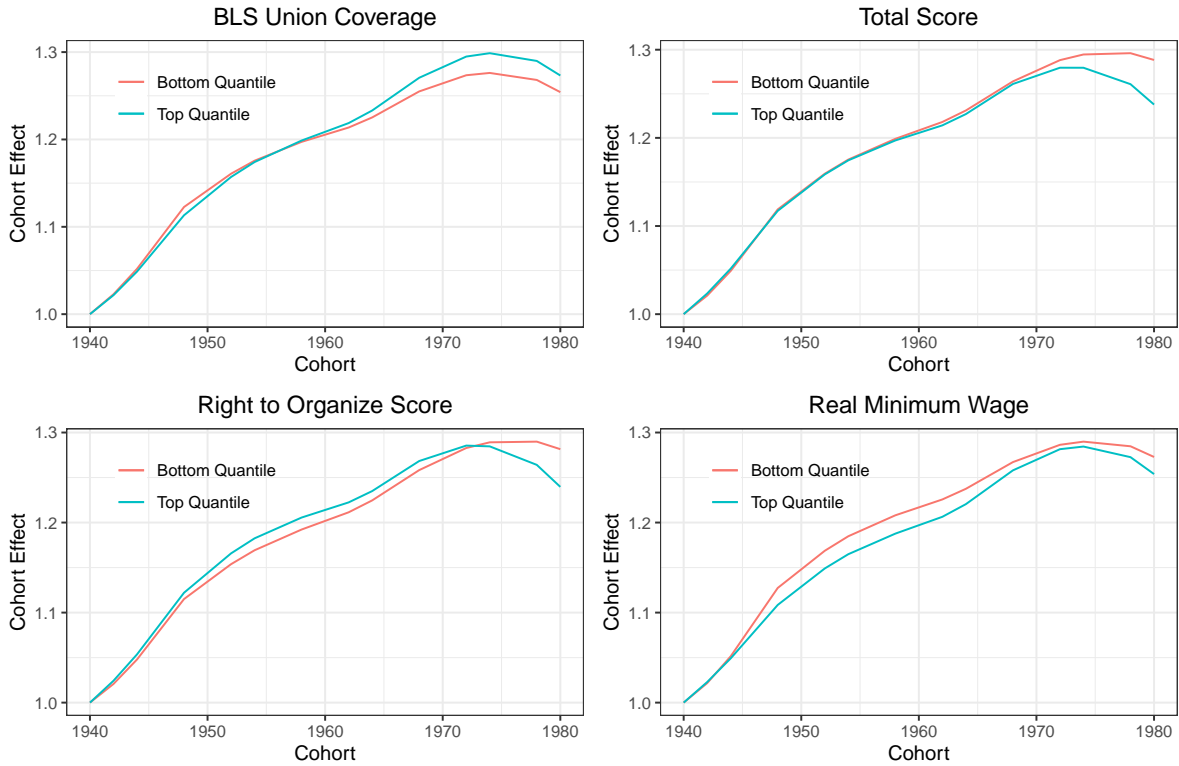 BLS Union Coverage
Total Score
1.3
1.2
1.1
1.0
Cohort Effect
Bottom Quantile
Top Quantile
1940
1950
1960
1970
1980
Cohort
1.3
1.2
1.1
1.0
Cohort Effect
Bottom Quantile
Top Quantile
1940
1950
1960
1970
1980
Cohort
Right to Organize Score
Real Minimum Wage
1.3
1.2
1.1
1.0
Cohort Effect
Bottom Quantile
Top Quantile
1940
1950
1960
1970
1980
Cohort
1.3
1.2
1.1
1.0
Cohort Effect
Bottom Quantile
Top Quantile
1940
1950
1960
1970
1980
Cohort